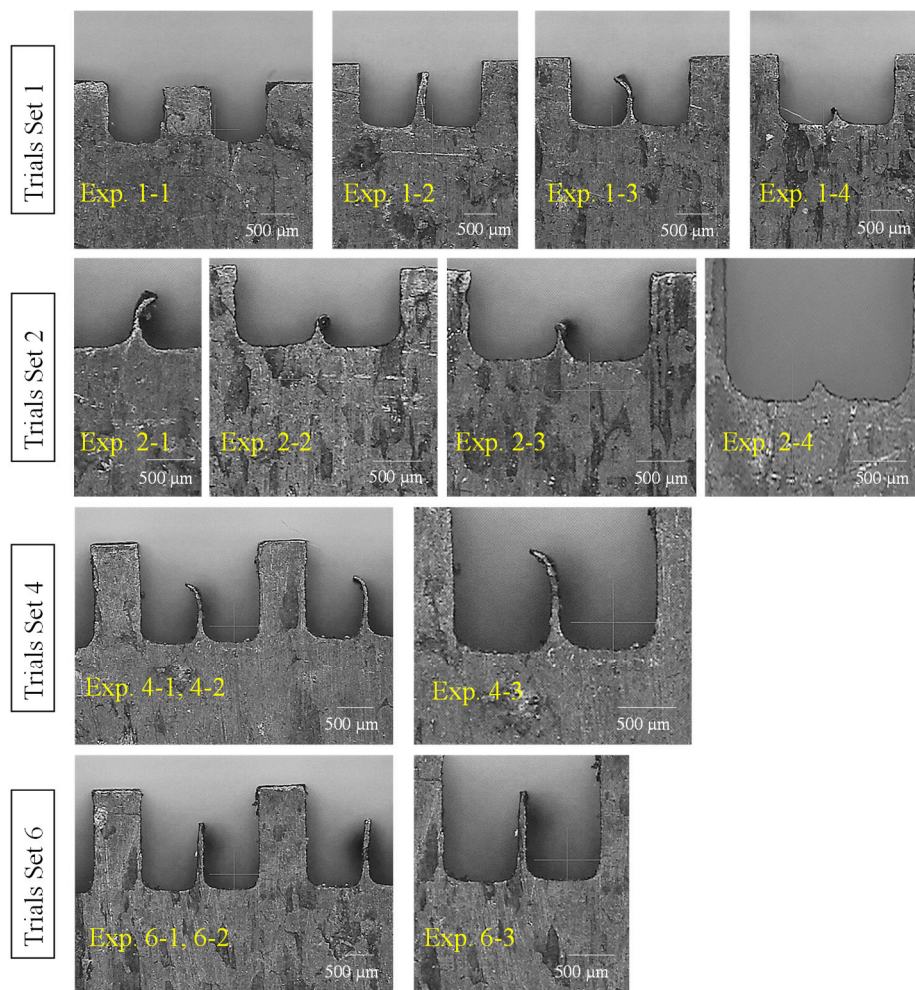 Trials Set 1
Exp. 1-1
500 µm
Exp. 1-2
500 µm
Exp. 1-3
500 µm
Exp. 1-4
500 µm
Trials Set 2
Exp. 2-1
500 µm
Exp. 2-2
500 µm
Exp. 2-3
500 µm
Exp. 2-4
500 µm
Trials Set 4
Exp. 4-1, 4-2
500 µm
Exp. 4-3
500 µm
Trials Set 6
Exp. 6-1, 6-2
500 µm
Exp. 6-3
500 µm